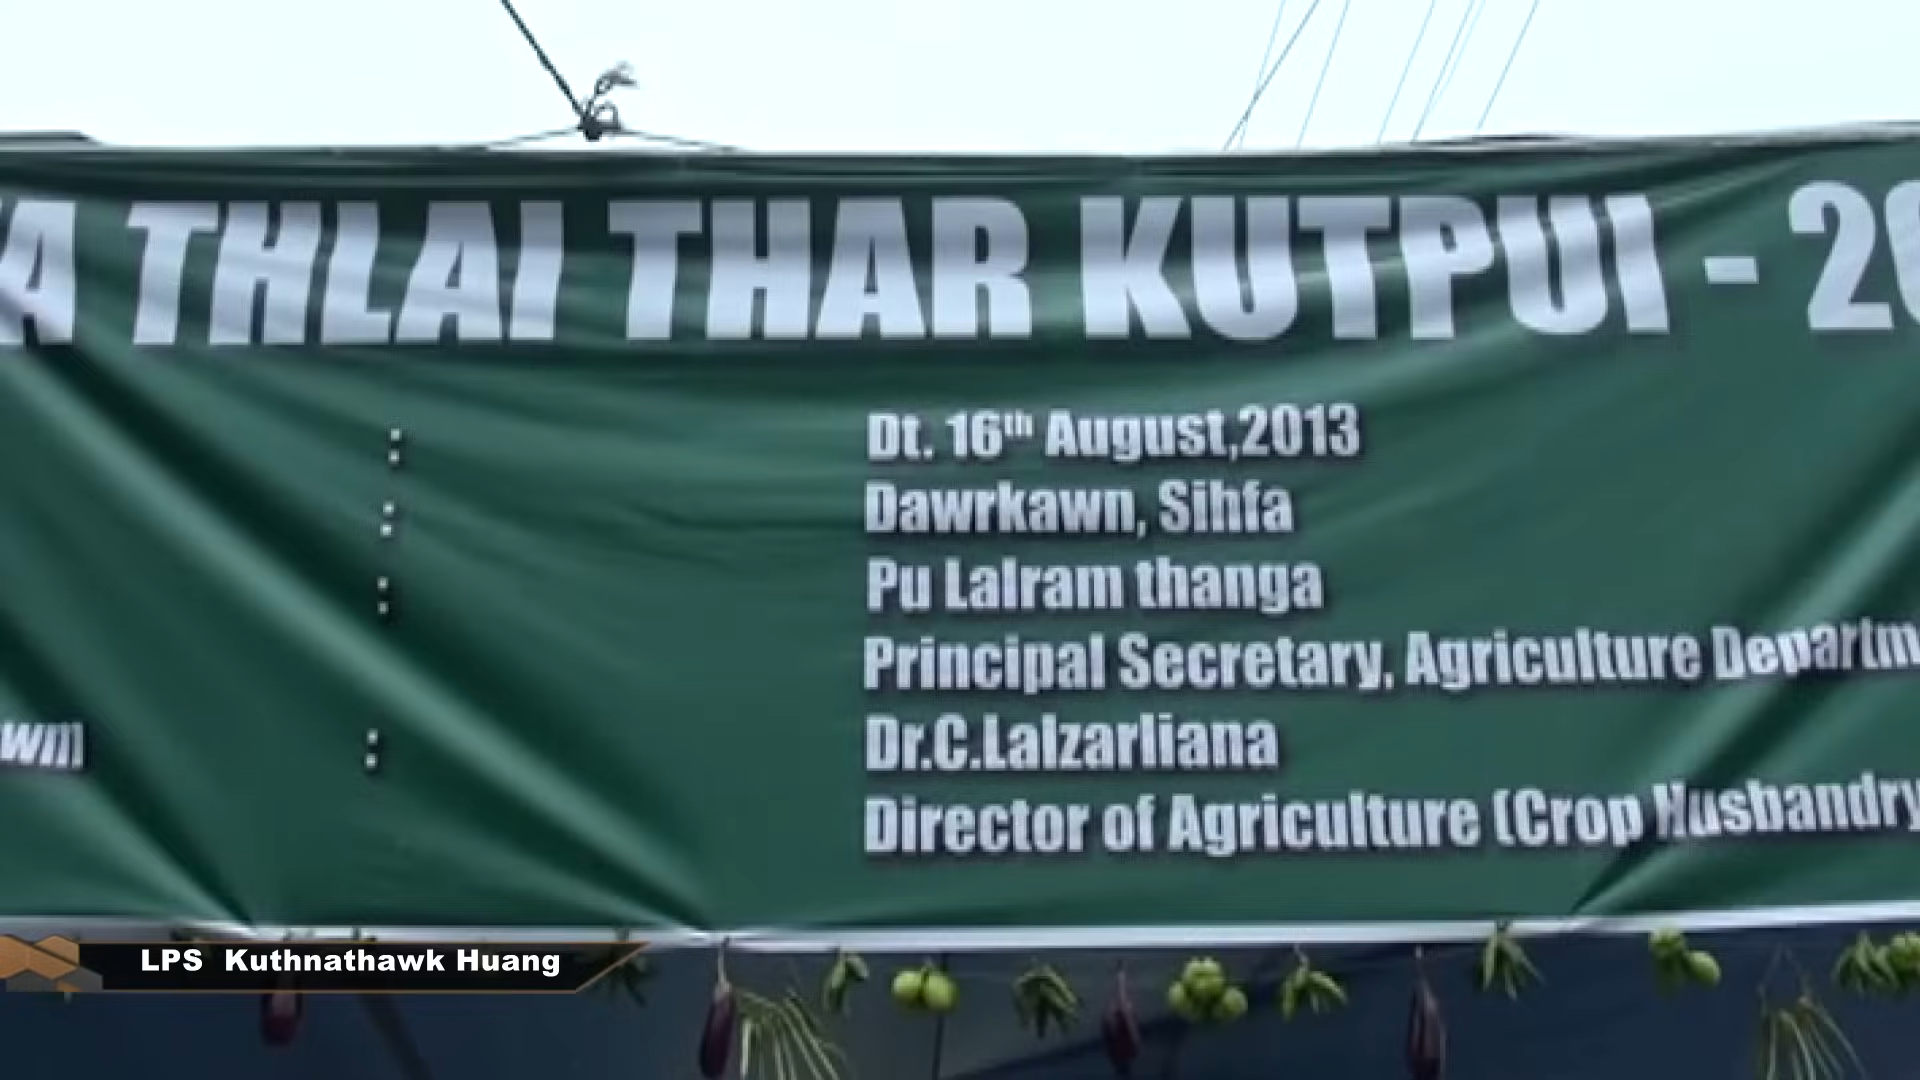 A THLAI THAR KUTPUI - 20
: Dt. 16th August,2013
: Dawrkawn, Sihfa
: Pu Lalram thanga
Principal Secretary, Agriculture Departm
wm : Dr.C.Lalzarliana
Director of Agriculture (Crop Husbandry
LPS Kuthnathawk Huang